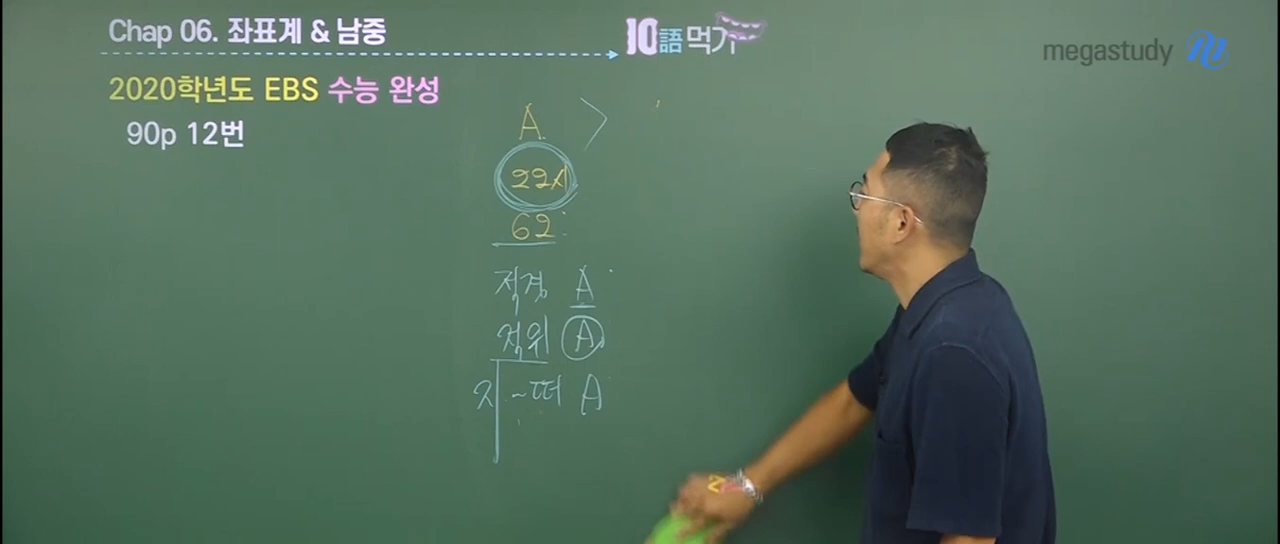 Chap 06. 좌표계 & 남중
10語먹기
megastudy
2020학년도 EBS 수능 완성
90p 12번
A >
22시
62
적경 A
적위 A
지 ~떠 A